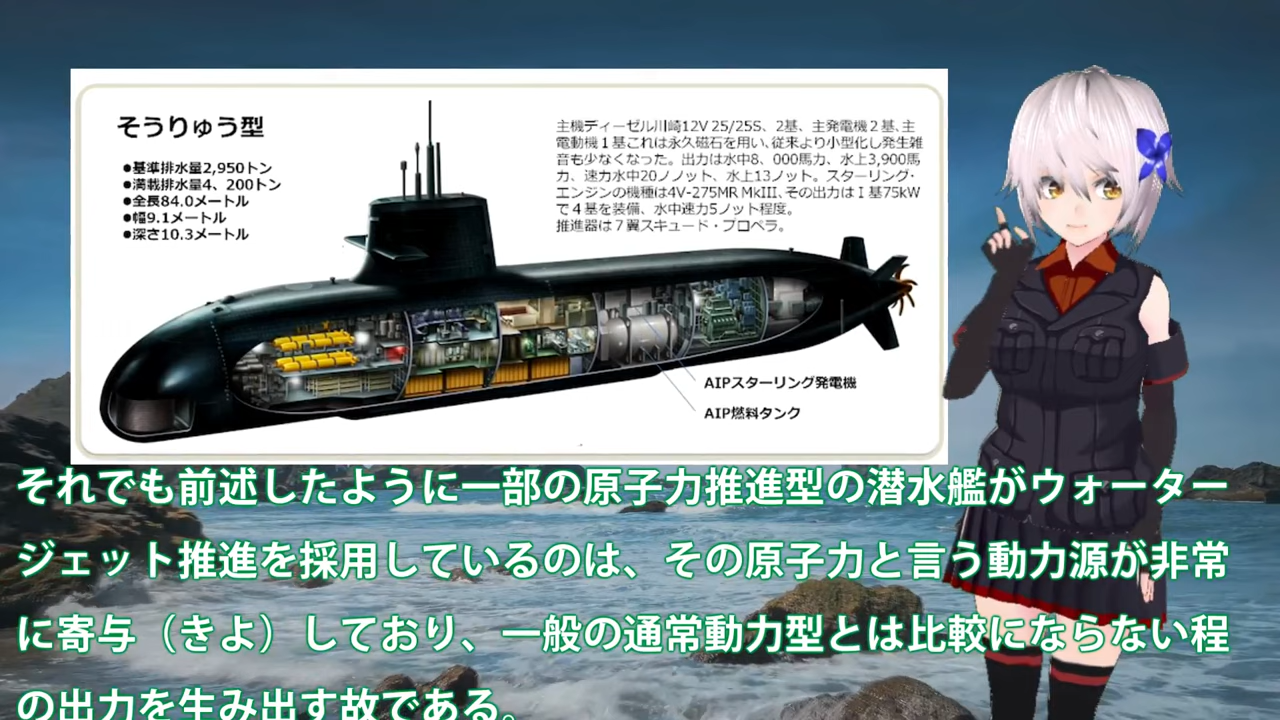 そうりゅう型
●基準排水量2,950トン
●満載排水量4、200トン
●全長84.0メートル
●幅9.1メートル
●深さ10.3メートル
主機ディーゼル川崎12V 25/25S、2基、主発電機２基、主
電動機１基これは永久磁石を用い、従来より小型化し発生雑
音も少なくなった。出力は水中8、000馬力、水上3,900馬
力、速力水中20ノノット、水上13ノット。スターリング・
エンジンの機種は4V-275MR MkIII、その出力はⅠ基75kW
で４基を装備、水中速力5ノット程度。
推進器は７翼スキュード・プロペラ。
AIPスターリング発電機
AIP燃料タンク
それでも前述したように一部の原子力推進型の潜水艦がウォーター
ジェット推進を採用しているのは、その原子力と言う動力源が非常
に寄与（きよ）しており、一般の通常動力型とは比較にならない程
の出力を生み出す故である。